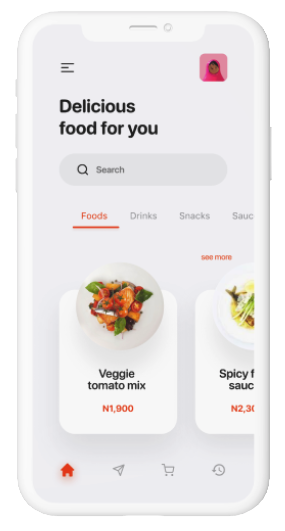 Delicious
food for you
Search
Foods Drinks Snacks Sauc
see more
Veggie
tomato mix
N1,900
Spicy f
sauc
N2,30